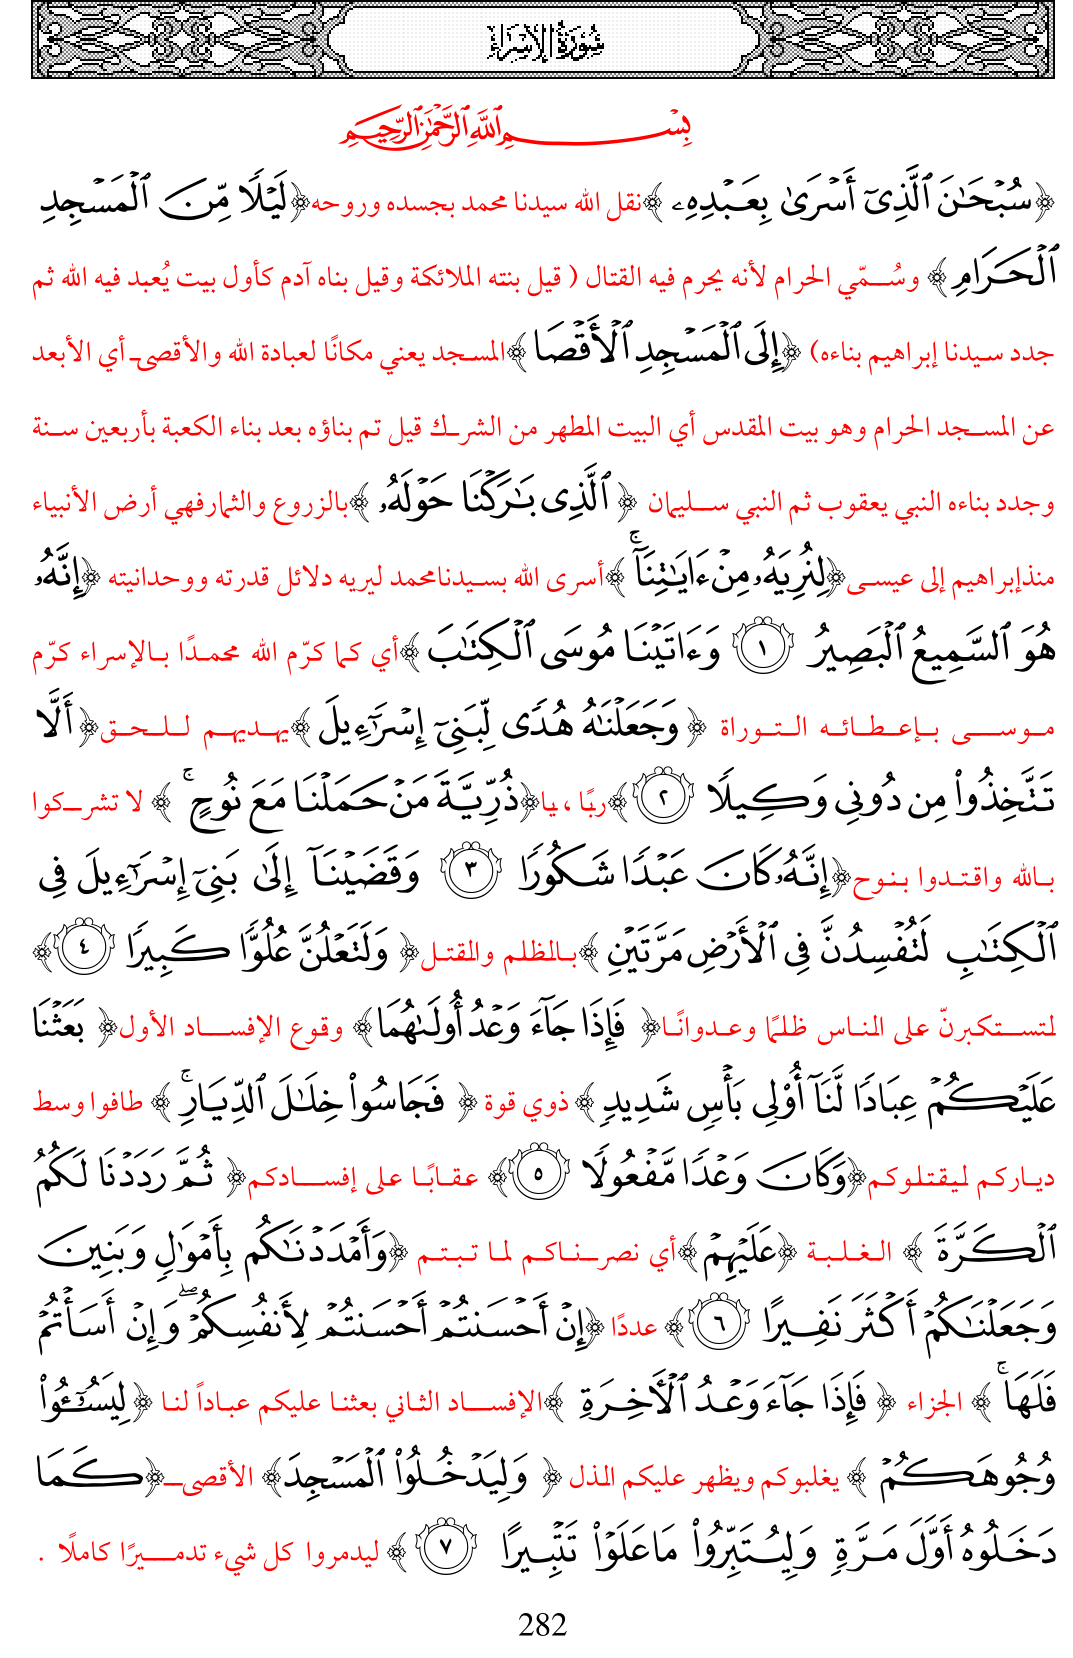 سُورَةُ الإِسْرَاءِ
بِسْمِ ٱللَّهِ ٱلرَّحْمَٰنِ ٱلرَّحِيمِ
﴿سُبْحَٰنَ ٱلَّذِىٓ أَسْرَىٰ بِعَبْدِهِۦ ﴾نقل الله سيدنا محمد بجسده وروحه﴿لَيْلًا مِّنَ ٱلْمَسْجِدِ
ٱلْحَرَامِ﴾ وسُمّي الحرام لأنه يحرم فيه القتال ( قيل بنته الملائكة وقيل بناه آدم كأول بيت يُعبد فيه الله ثم
جدد سيدنا إبراهيم بناءه) ﴿إِلَى ٱلْمَسْجِدِ ٱلْأَقْصَا ﴾المسجد يعني مكانًا لعبادة الله والأقصى أي الأبعد
عن المسجد الحرام وهو بيت المقدس أي البيت المطهر من الشرك قيل تم بناؤه بعد بناء الكعبة بأربعين سنة
وجدد بناءه النبي يعقوب ثم النبي سليمان ﴿ ٱلَّذِى بَٰرَكْنَا حَوْلَهُۥ ﴾بالزروع والثمارفهي أرض الأنبياء
منذإبراهيم إلى عيسى﴿لِنُرِيَهُۥ مِنْ ءَايَٰتِنَآ ۚ ﴾أسرى الله بسيدنامحمد ليريه دلائل قدرته ووحدانيته ﴿إِنَّهُۥ
هُوَ ٱلسَّمِيعُ ٱلْبَصِيرُ ١ وَءَاتَيْنَا مُوسَى ٱلْكِتَٰبَ ﴾أي كما كرّم الله محمدًا بالإسراء كرّم
موسى بإعطائه التوراة ﴿ وَجَعَلْنَٰهُ هُدًى لِّبَنِىٓ إِسْرَٰٓءِيلَ ﴾يهديهم للحق﴿ أَلَّا
تَتَّخِذُوا۟ مِن دُونِى وَكِيلًا ٢ ﴾ربًا ، يا﴿ذُرِّيَّةَ مَنْ حَمَلْنَا مَعَ نُوحٍ ۚ ﴾ لا تشركوا
بالله واقتدوا بنوح﴿إِنَّهُۥ كَانَ عَبْدًا شَكُورًا ٣ وَقَضَيْنَآ إِلَىٰ بَنِىٓ إِسْرَٰٓءِيلَ فِى
ٱلْكِتَٰبِ لَتُفْسِدُنَّ فِى ٱلْأَرْضِ مَرَّتَيْنِ ﴾بالظلم والقتل﴿ وَلَتَعْلُنَّ عُلُوًّا كَبِيرًا ٤ ﴾
لتستكبرنّ على الناس ظلمًا وعدوانًا﴿ فَإِذَا جَآءَ وَعْدُ أُولَىٰهُمَا﴾ وقوع الإفساد الأول﴿ بَعَثْنَا
عَلَيْكُمْ عِبَادًا لَّنَآ أُو۟لِى بَأْسٍ شَدِيدٍ ﴾ ذوي قوة ﴿ فَجَاسُوا۟ خِلَٰلَ ٱلدِّيَارِ ۚ ﴾ طافوا وسط
دياركم ليقتلوكم﴿وَكَانَ وَعْدًا مَّفْعُولًا ٥ ﴾ عقابًا على إفسادكم﴿ ثُمَّ رَدَدْنَا لَكُمُ
ٱلْكَرَّةَ ﴾ الغلبة ﴿عَلَيْهِمْ ﴾أي نصرناكم لما تبتم ﴿وَأَمْدَدْنَٰكُم بِأَمْوَٰلٍ وَبَنِينَ
وَجَعَلْنَٰكُمْ أَكْثَرَ نَفِيرًا ٦ ﴾ عددًا ﴿إِنْ أَحْسَنتُمْ أَحْسَنتُمْ لِأَنفُسِكُمْ ۖ وَإِنْ أَسَأْتُمْ
فَلَهَا ۚ ﴾ الجزاء ﴿ فَإِذَا جَآءَ وَعْدُ ٱلْـَٔاخِرَةِ ﴾الإفساد الثاني بعثنا عليكم عباداً لنا ﴿لِيَسُـۥٓـُٔوا۟
وُجُوهَكُمْ ﴾ يغلبوكم ويظهر عليكم الذل ﴿ وَلِيَدْخُلُوا۟ ٱلْمَسْجِدَ﴾ الأقصى﴿كَمَا
دَخَلُوهُ أَوَّلَ مَرَّةٍ وَلِيُتَبِّرُوا۟ مَا عَلَوْا۟ تَتْبِيرًا ٧ ﴾ ليدمروا كل شيء تدميرًا كاملًا .
282